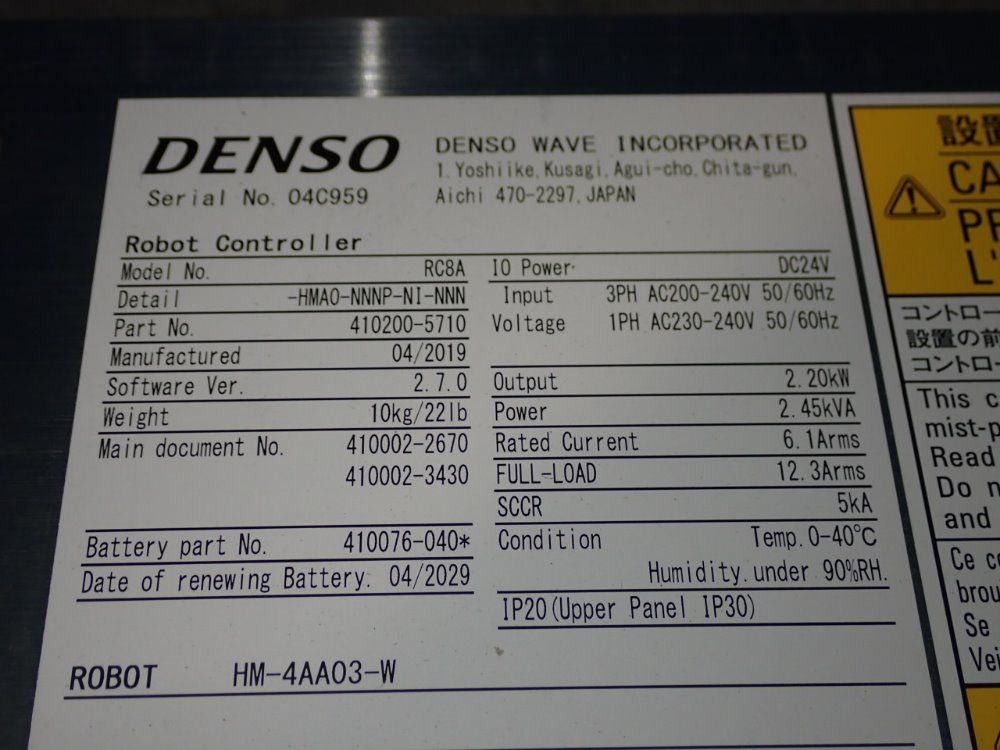 DENSO
Serial No. 04C959
DENSO WAVE INCORPORATED
1, Yoshiike, Kusagi, Agui-cho, Chita-gun,
Aichi 470-2297, JAPAN
Robot Controller
Model No. RC8A
Detail -HMA0-NNNP-NI-NNN
Part No. 410200-5710
Manufactured 04/2019
Software Ver. 2.7.0
Weight 10kg/22lb
Main document No. 410002-2670
410002-3430
Battery part No. 410076-040*
Date of renewing Battery. 04/2029
IO Power DC24V
Input 3PH AC200-240V 50/60Hz
Voltage 1PH AC230-240V 50/60Hz
Output 2.20kW
Power 2.45kVA
Rated Current 6.1Arms
FULL-LOAD 12.3Arms
SCCR 5kA
Condition Temp. 0-40℃
Humidity. under 90%RH.
IP20(Upper Panel IP30)
ROBOT HM-4AA03-W
設置
CA
PR
L'
コントロー
設置の前
コントロー
This c
mist-p
Read
Do n
and
Ce co
brou
Se
Vei